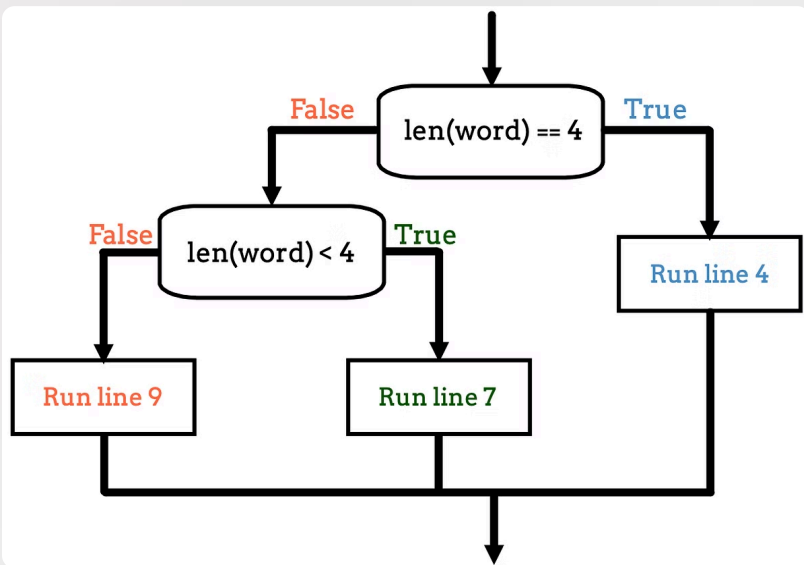 False
len(word) == 4
True
False
len(word) < 4
True
Run line 4
Run line 9
Run line 7